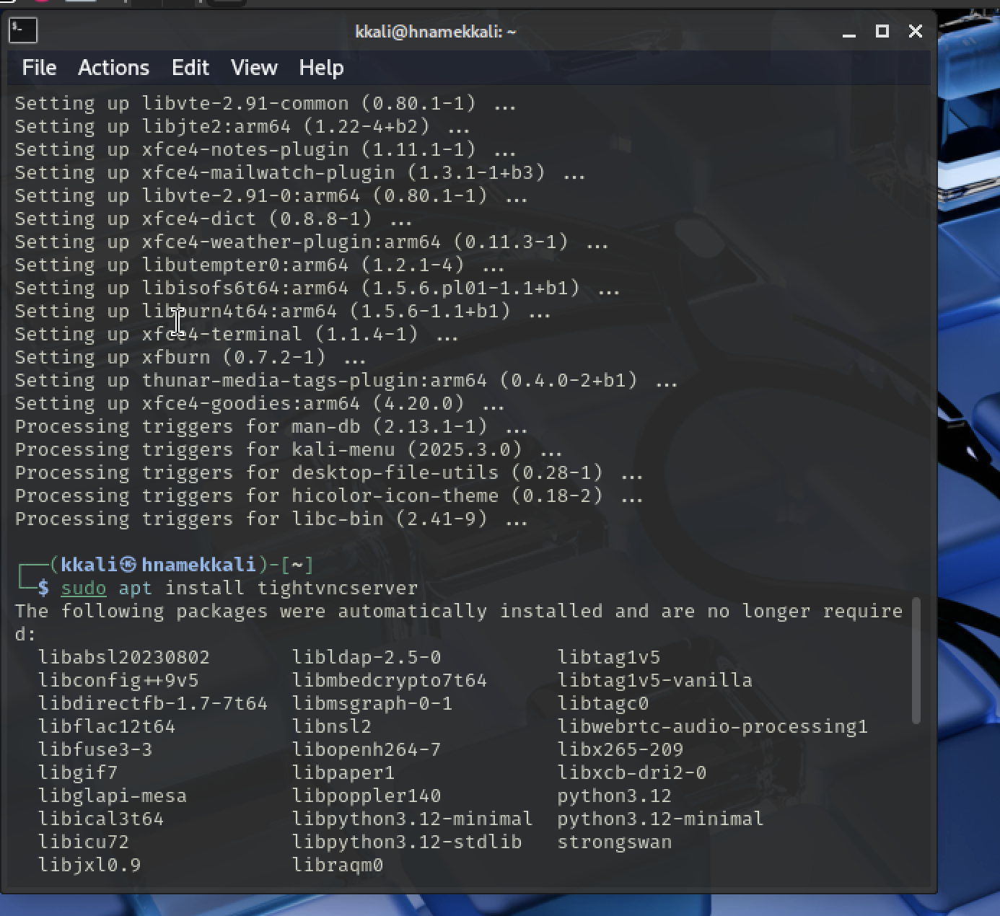 kkali@hnamekkali: ~
File Actions Edit View Help
Setting up libvte-2.91-common (0.80.1-1) ...
Setting up libjte2:arm64 (1.22-4+b2) ...
Setting up xfce4-notes-plugin (1.11.1-1) ...
Setting up xfce4-mailwatch-plugin (1.3.1-1+b3) ...
Setting up libvte-2.91-0:arm64 (0.80.1-1) ...
Setting up xfce4-dict (0.8.8-1) ...
Setting up xfce4-weather-plugin:arm64 (0.11.3-1) ...
Setting up libutempter0:arm64 (1.2.1-4) ...
Setting up libisofs6t64:arm64 (1.5.6.pl01-1.1+b1) ...
Setting up libburn4t64:arm64 (1.5.6-1.1+b1) ...
Setting up xfce4-terminal (1.1.4-1) ...
Setting up xfburn (0.7.2-1) ...
Setting up thunar-media-tags-plugin:arm64 (0.4.0-2+b1) ...
Setting up xfce4-goodies:arm64 (4.20.0) ...
Processing triggers for man-db (2.13.1-1) ...
Processing triggers for kali-menu (2025.3.0) ...
Processing triggers for desktop-file-utils (0.28-1) ...
Processing triggers for hicolor-icon-theme (0.18-2) ...
Processing triggers for libc-bin (2.41-9) ...
┌──(kkali㉿hnamekkali)-[~]
└─$ sudo apt install tightvncserver
The following packages were automatically installed and are no longer require
d:
libabsl20230802 libldap-2.5-0 libtag1v5
libconfig++9v5 libmbedcrypto7t64 libtag1v5-vanilla
libdirectfb-1.7-7t64 libmsgraph-0-1 libtagc0
libflac12t64 libnsl2 libwebrtc-audio-processing1
libfuse3-3 libopenh264-7 libx265-209
libgif7 libpaper1 libxcb-dri2-0
libglapi-mesa libpoppler140 python3.12
libical3t64 libpython3.12-minimal python3.12-minimal
libicu72 libpython3.12-stdlib strongswan
libjxl0.9 libraqm0